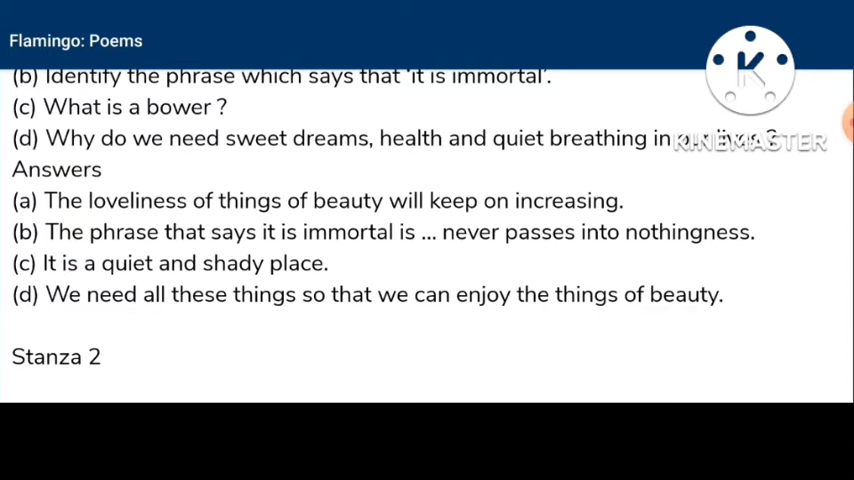 Flamingo: Poems
(b) Identify the phrase which says that 'it is immortal'.
(c) What is a bower ?
(d) Why do we need sweet dreams, health and quiet breathing in our lives ?
KINEMASTER
Answers
(a) The loveliness of things of beauty will keep on increasing.
(b) The phrase that says it is immortal is ... never passes into nothingness.
(c) It is a quiet and shady place.
(d) We need all these things so that we can enjoy the things of beauty.
Stanza 2